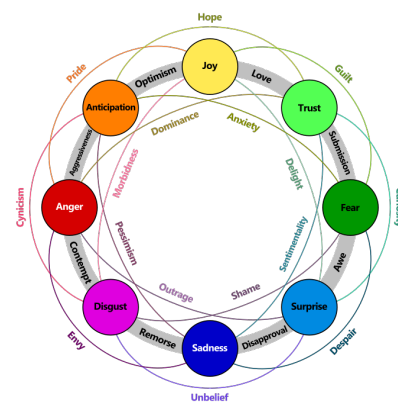 Hope
Pride
Guilt
Joy
Optimism
Love
Anticipation
Trust
Dominance
Anxiety
Aggressiveness
Submission
Morbidness
Delight
Cynicism
Anger
Fear
Curiosity
Pessimism
Sentimentality
Contempt
Awe
Outrage
Shame
Disgust
Surprise
Envy
Remorse
Sadness
Disapproval
Despair
Unbelief